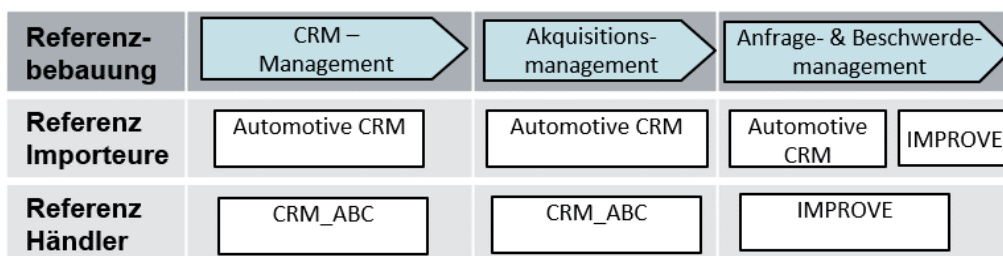 Referenz-
bebauung
CRM –
Management
Akquisitions-
management
Anfrage- & Beschwerde-
management
Referenz
Importeure
Automotive CRM
Automotive CRM
Automotive
CRM
IMPROVE
Referenz
Händler
CRM_ABC
CRM_ABC
IMPROVE